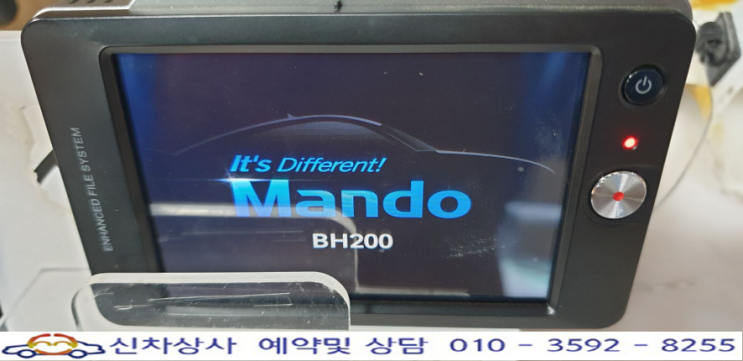 ENHANCED FILE SYSTEM
It's Different!
Mando
BH200
신차상사 예약및 상담 010 - 3592 - 8255